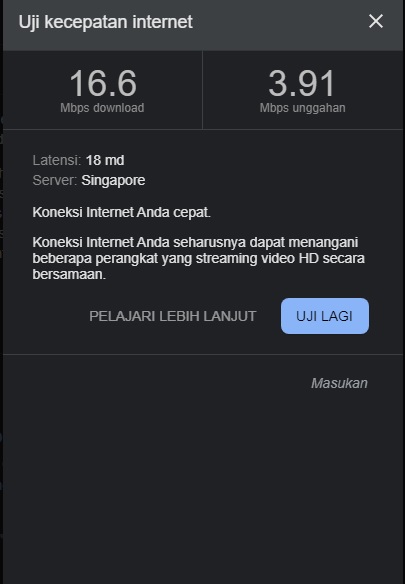 Uji kecepatan internet
16.6
Mbps download
3.91
Mbps unggahan
Latensi: 18 md
Server: Singapore
Koneksi Internet Anda cepat.
Koneksi Internet Anda seharusnya dapat menangani
beberapa perangkat yang streaming video HD secara
bersamaan.
PELAJARI LEBIH LANJUT
UJI LAGI
Masukan